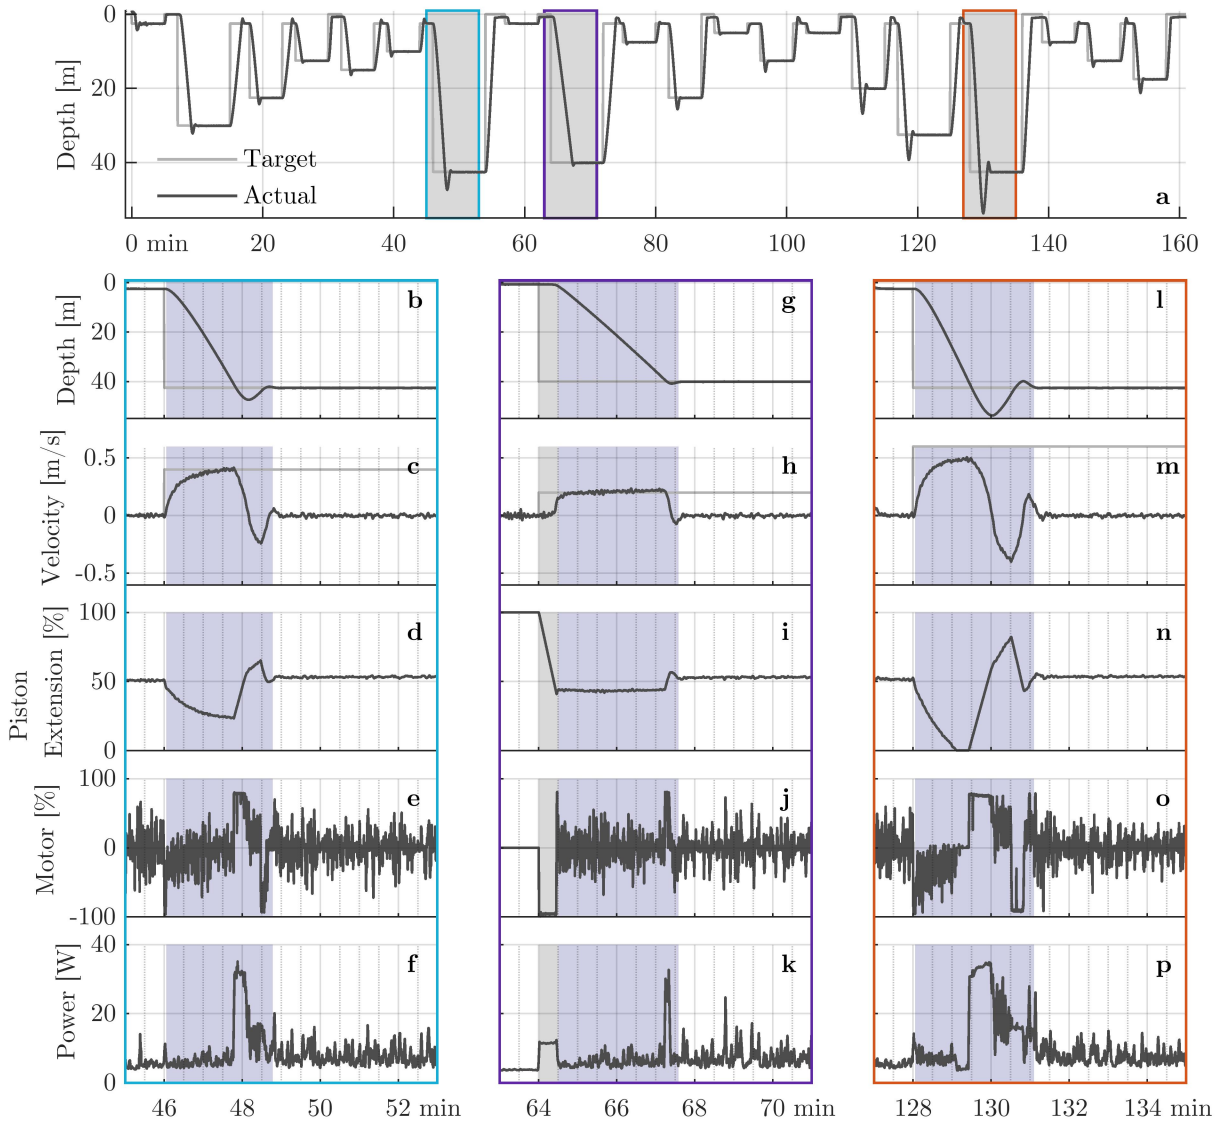 0
20
40
Depth [m]
Target
Actual
a
0 min
20
40
60
80
100
120
140
160
0
20
40
Depth [m]
b
g
l
0.5
0
-0.5
Velocity [m/s]
c
h
m
100
50
0
Piston
Extension [%]
d
i
n
100
0
-100
Motor [%]
e
j
o
40
20
0
Power [W]
f
k
p
46
48
50
52 min
64
66
68
70 min
128
130
132
134 min